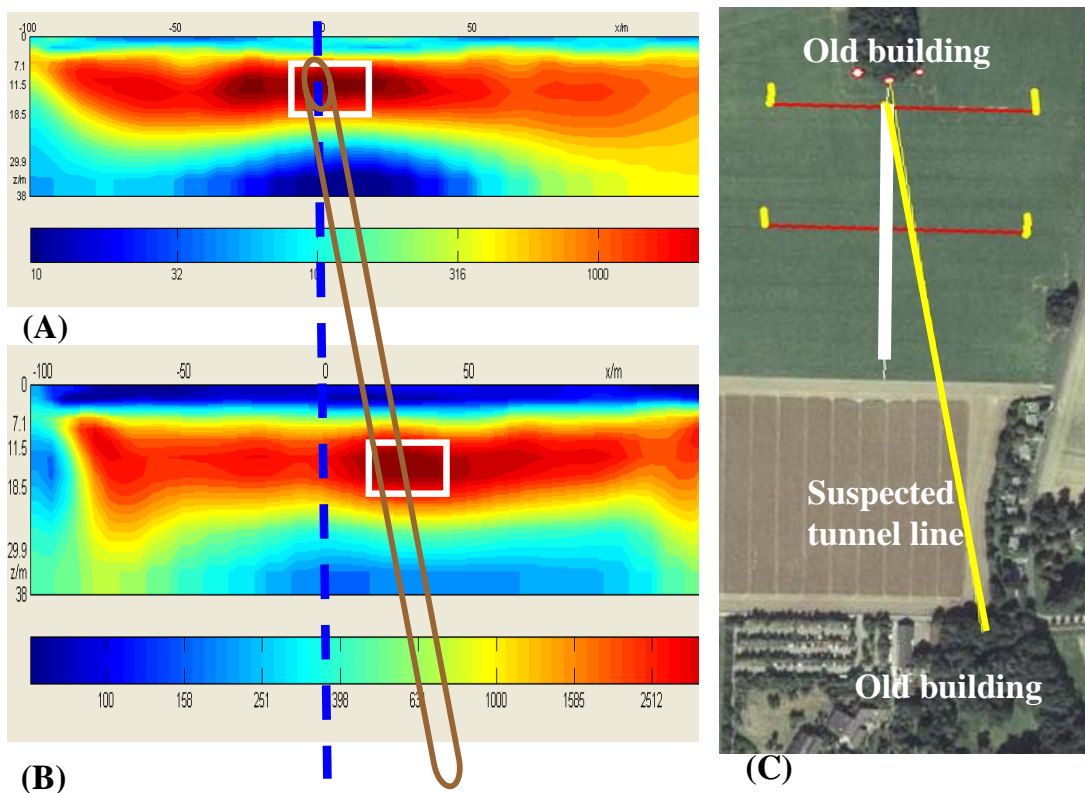 -100 -50 0 50 x/m
0
7.1
11.5
18.5
29.9
z/m
38
10 32 316 1000
(A)
-100 -50 0 50 x/m
0
7.1
11.5
18.5
29.9
z/m
38
100 158 251 398 1000 1585 2512
(B)
Old building
Suspected
tunnel line
Old building
(C)